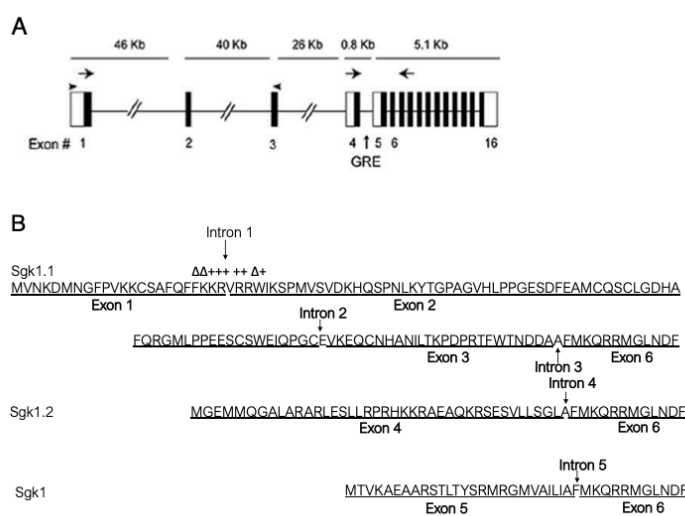 A
46 Kb 40 Kb 26 Kb 0.8 Kb 5.1 Kb
Exon # 1 2 3 4 5 6 16
GRE
B
Intron 1
Sgk1.1 ΔΔ+++ ++ Δ+
MVNKDMNGFPVKKCSAFQFFKKRVRRWIKSPMVSVDKHQSPNLKYTGPAGVHLPPGESDFEAMCQSCLGDHA
Exon 1 Exon 2
Intron 2
FQRGMLPPEESCSWEIQPGCEVKEQCNHANILTKPDPRTFWTNDDAAFMKQRRMGLNDF
Exon 3 Exon 6
Intron 3
Intron 4
Sgk1.2 MGEMMQGALARARLESLLRPRHKKRAEAQKRSESVLLSGLAFMKQRRMGLNDF
Exon 4 Exon 6
Intron 5
Sgk1 MTVKAEAARSTLTYSRMRGMVAILIAFMKQRRMGLNDF
Exon 5 Exon 6